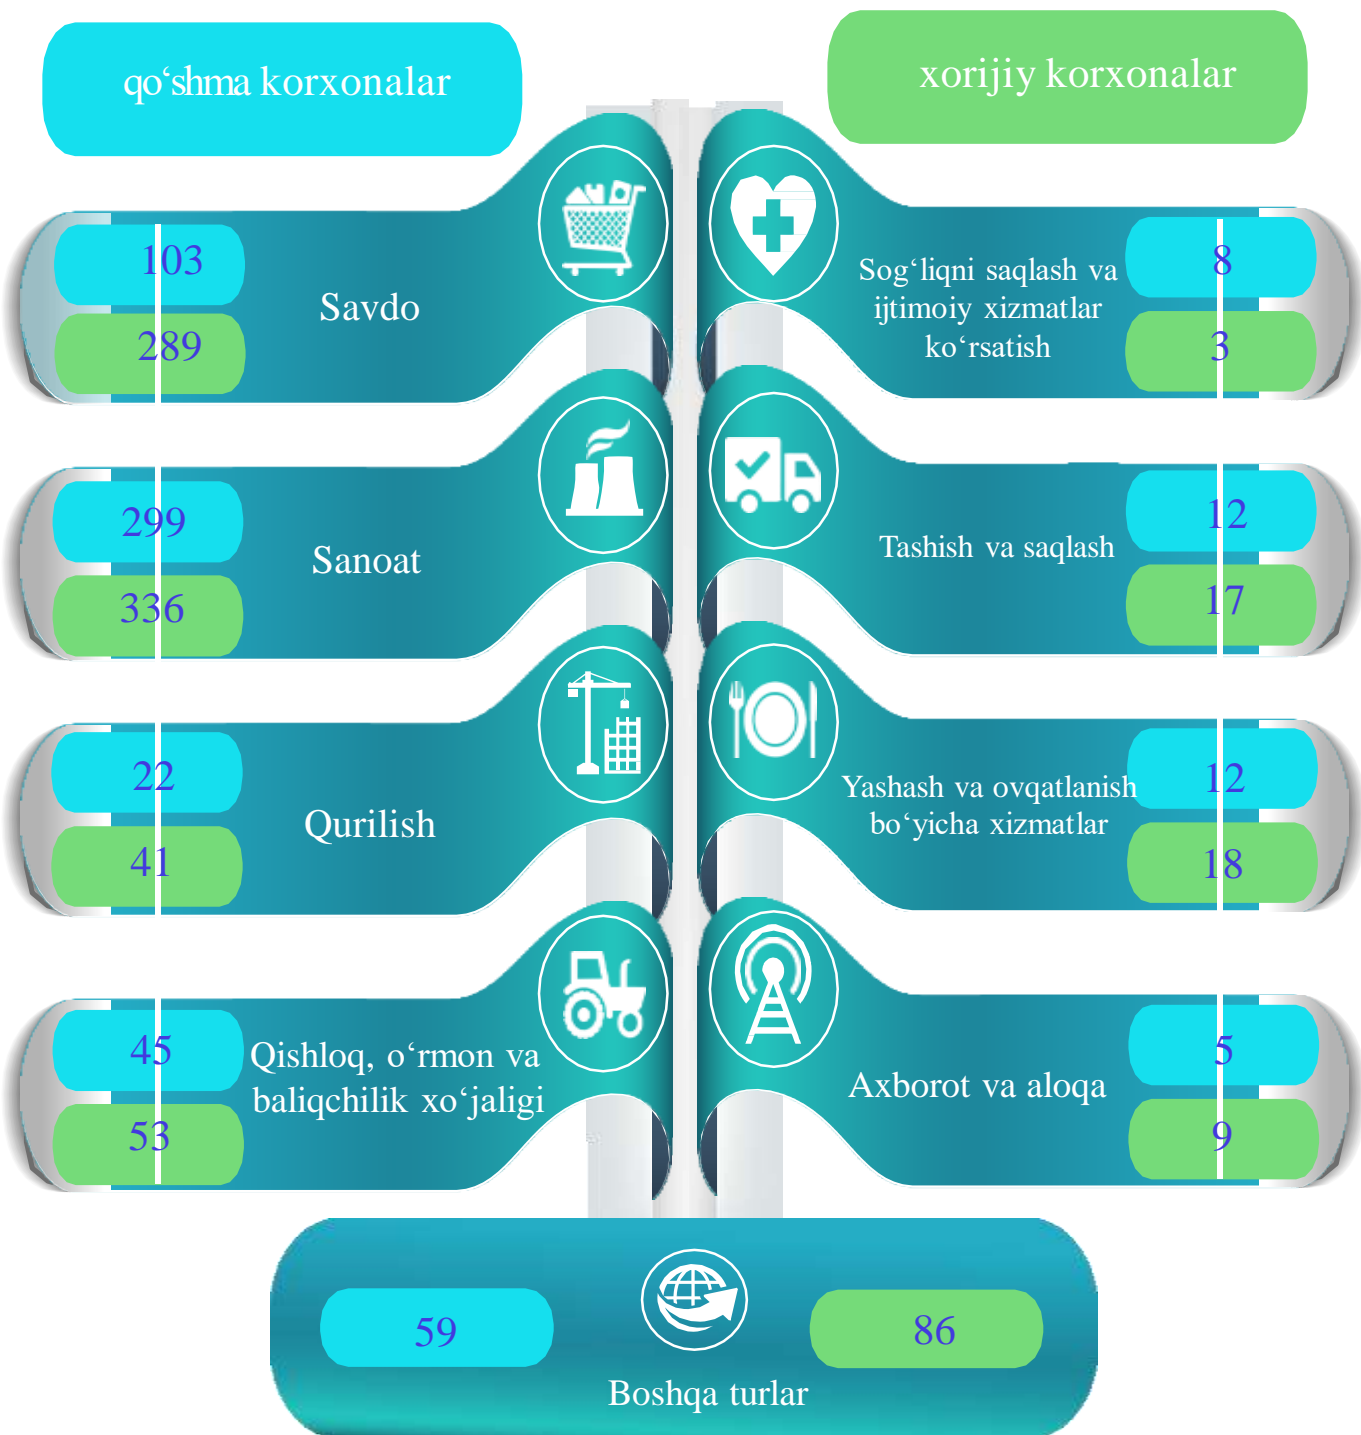 qo‘shma korxonalar
xorijiy korxonalar
103
289
Savdo
Sog‘liqni saqlash va
ijtimoiy xizmatlar
ko‘rsatish
8
3
299
336
Sanoat
Tashish va saqlash
12
17
22
41
Qurilish
Yashash va ovqatlanish
bo‘yicha xizmatlar
12
18
45
53
Qishloq, o‘rmon va
baliqchilik xo‘jaligi
Axborot va aloqa
5
9
59
86
Boshqa turlar